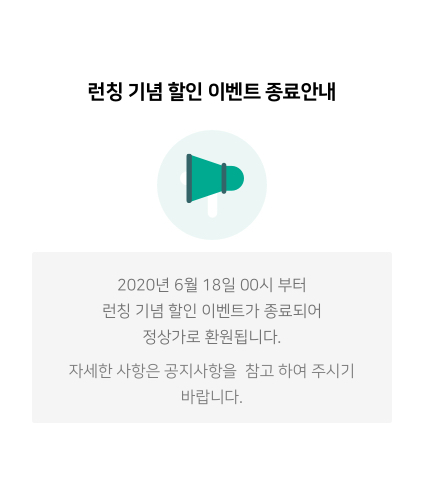 런칭 기념 할인 이벤트 종료안내
2020년 6월 18일 00시 부터
런칭 기념 할인 이벤트가 종료되어
정상가로 환원됩니다.
자세한 사항은 공지사항을 참고 하여 주시기
바랍니다.